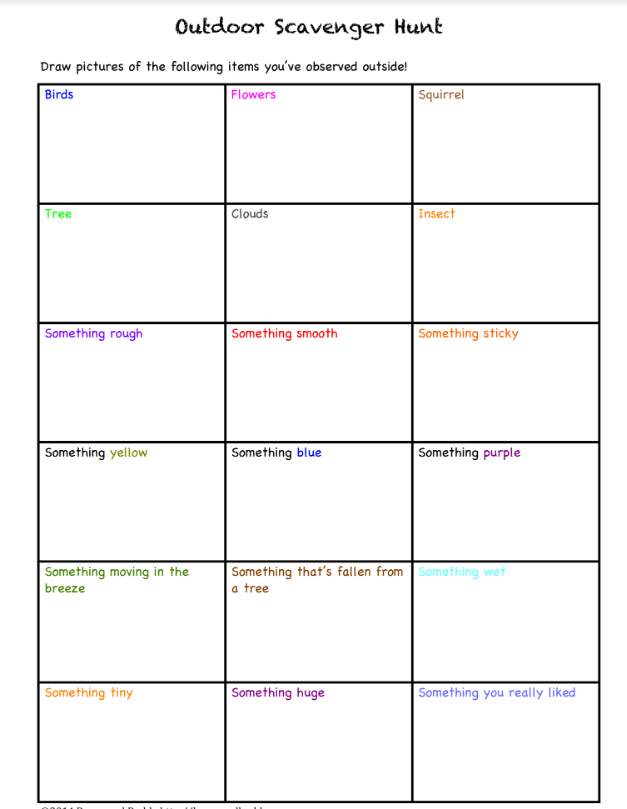 Outdoor Scavenger Hunt
Draw pictures of the following items you've observed outside!
Birds
Flowers
Squirrel
Tree
Clouds
Insect
Something rough
Something smooth
Something sticky
Something yellow
Something blue
Something purple
Something moving in the
breeze
Something that's fallen from
a tree
Something wet
Something tiny
Something huge
Something you really liked